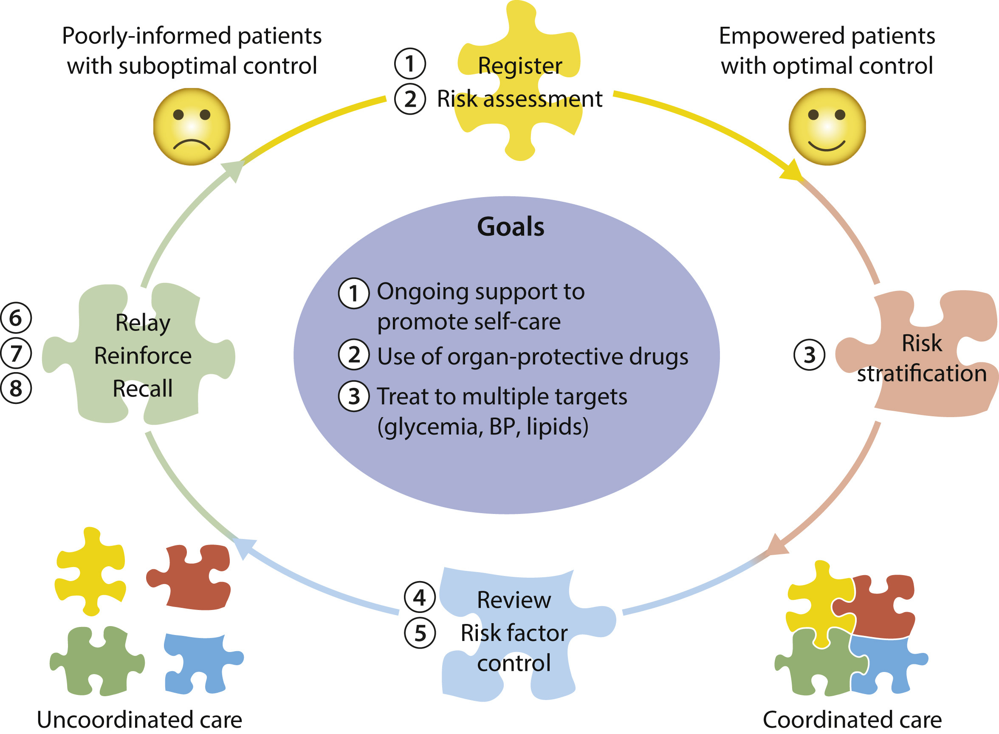 Poorly-informed patients
with suboptimal control
1 Register
2 Risk assessment
Empowered patients
with optimal control
Goals
1 Ongoing support to
promote self-care
2 Use of organ-protective drugs
3 Treat to multiple targets
(glycemia, BP, lipids)
3 Risk
stratification
4 Review
5 Risk factor
control
6 Relay
7 Reinforce
8 Recall
Uncoordinated care
Coordinated care